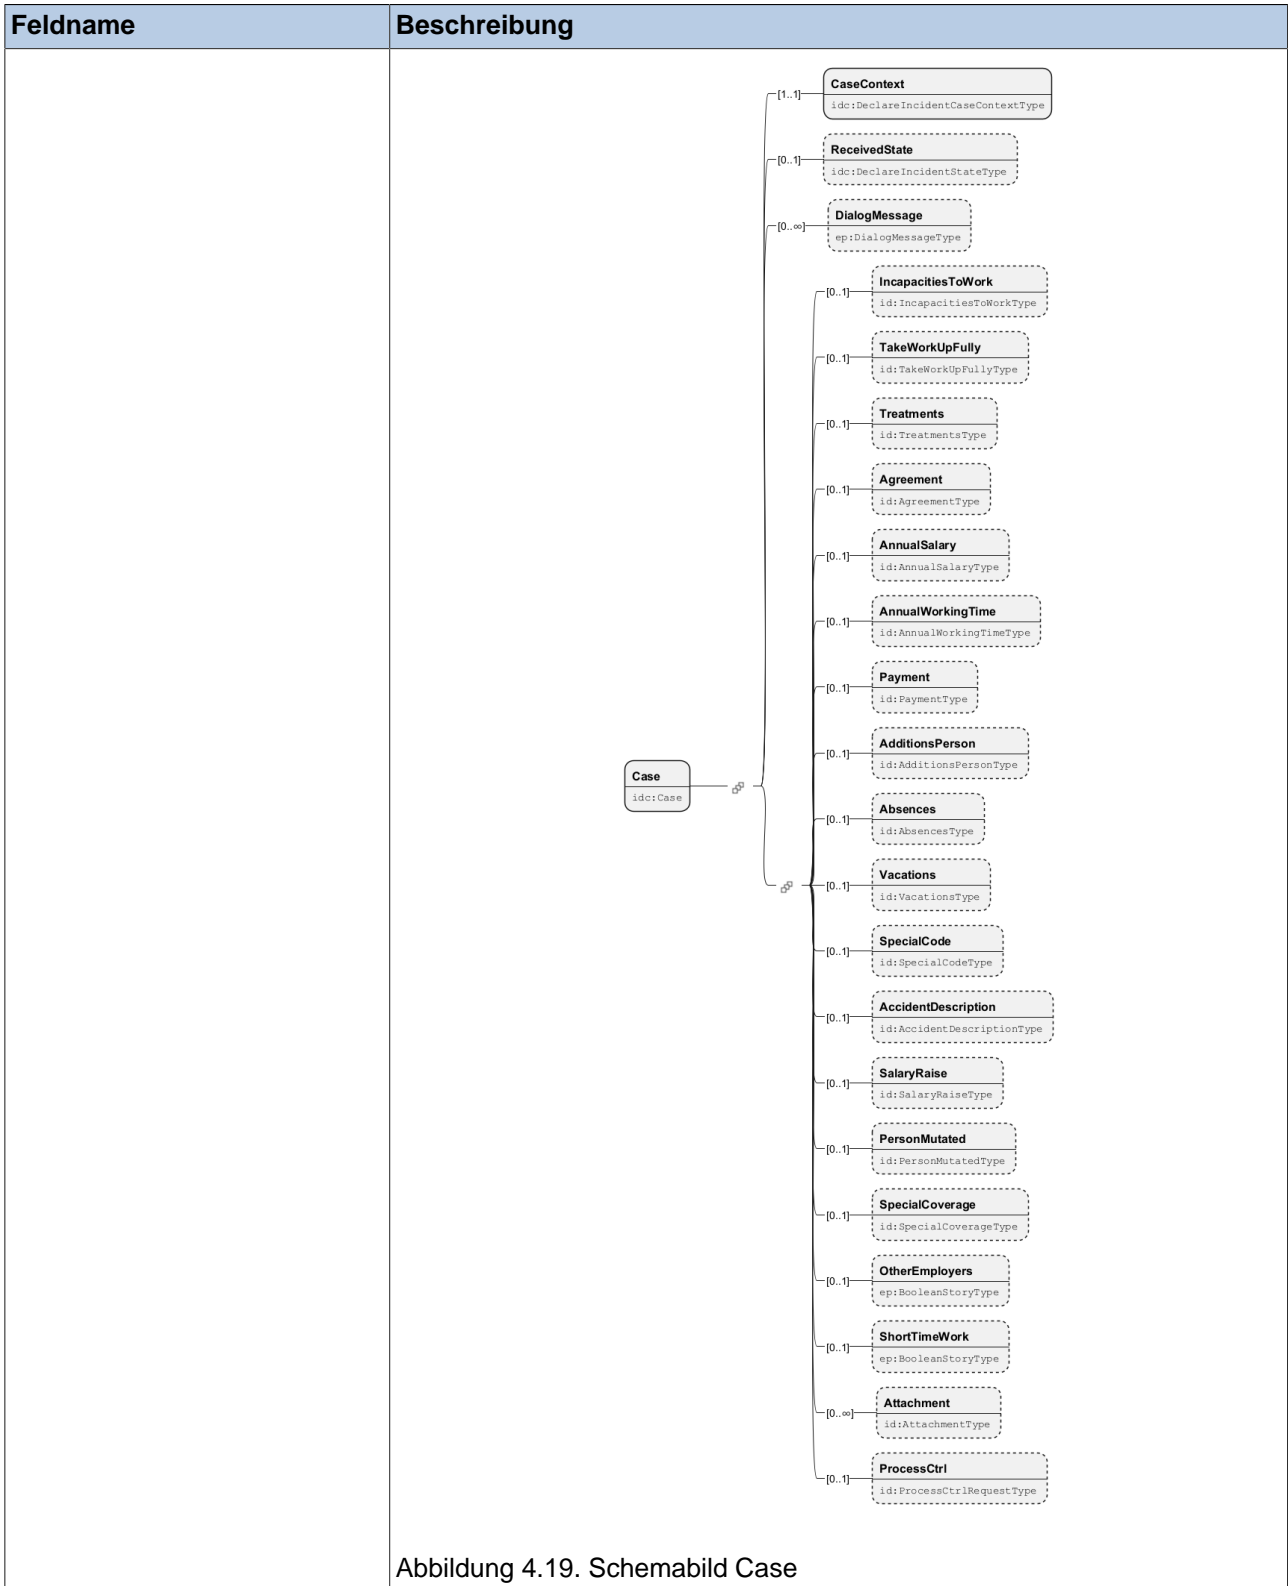 Feldname
Beschreibung
[1..1]
CaseContext
idc:DeclareIncidentCaseContextType
[0..1]
ReceivedState
idc:DeclareIncidentStateType
[0..∞]
DialogMessage
ep:DialogMessageType
[0..1]
IncapacitiesToWork
id:IncapacitiesToWorkType
[0..1]
TakeWorkUpFully
id:TakeWorkUpFullyType
[0..1]
Treatments
id:TreatmentsType
[0..1]
Agreement
id:AgreementType
[0..1]
AnnualSalary
id:AnnualSalaryType
[0..1]
AnnualWorkingTime
id:AnnualWorkingTimeType
[0..1]
Payment
id:PaymentType
[0..1]
AdditionsPerson
id:AdditionsPersonType
Case
idc:Case
[0..1]
Absences
id:AbsencesType
[0..1]
Vacations
id:VacationsType
[0..1]
SpecialCode
id:SpecialCodeType
[0..1]
AccidentDescription
id:AccidentDescriptionType
[0..1]
SalaryRaise
id:SalaryRaiseType
[0..1]
PersonMutated
id:PersonMutatedType
[0..1]
SpecialCoverage
id:SpecialCoverageType
[0..1]
OtherEmployers
ep:BooleanStoryType
[0..1]
ShortTimeWork
ep:BooleanStoryType
[0..∞]
Attachment
id:AttachmentType
[0..1]
ProcessCtrl
id:ProcessCtrlRequestType
Abbildung 4.19. Schemabild Case